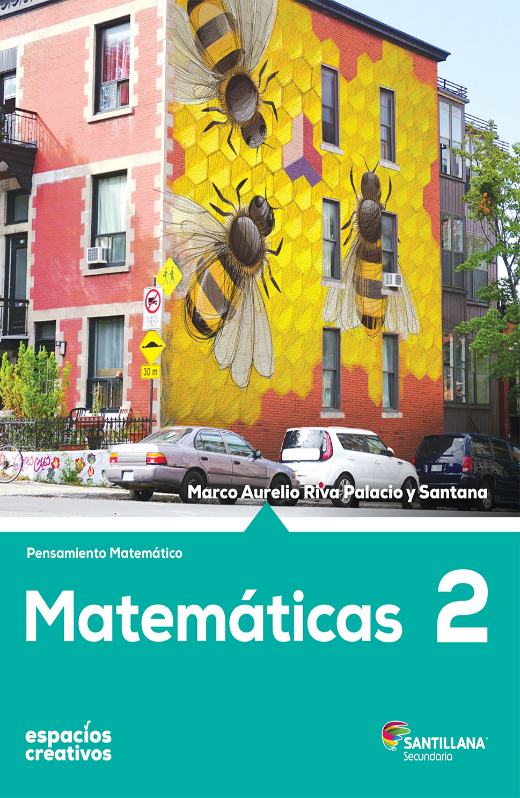 30 m
Marco Aurelio Riva Palacio y Santana
Pensamiento Matemático
Matemáticas 2
espacios
creativos
SANTILLANA
Secundaria